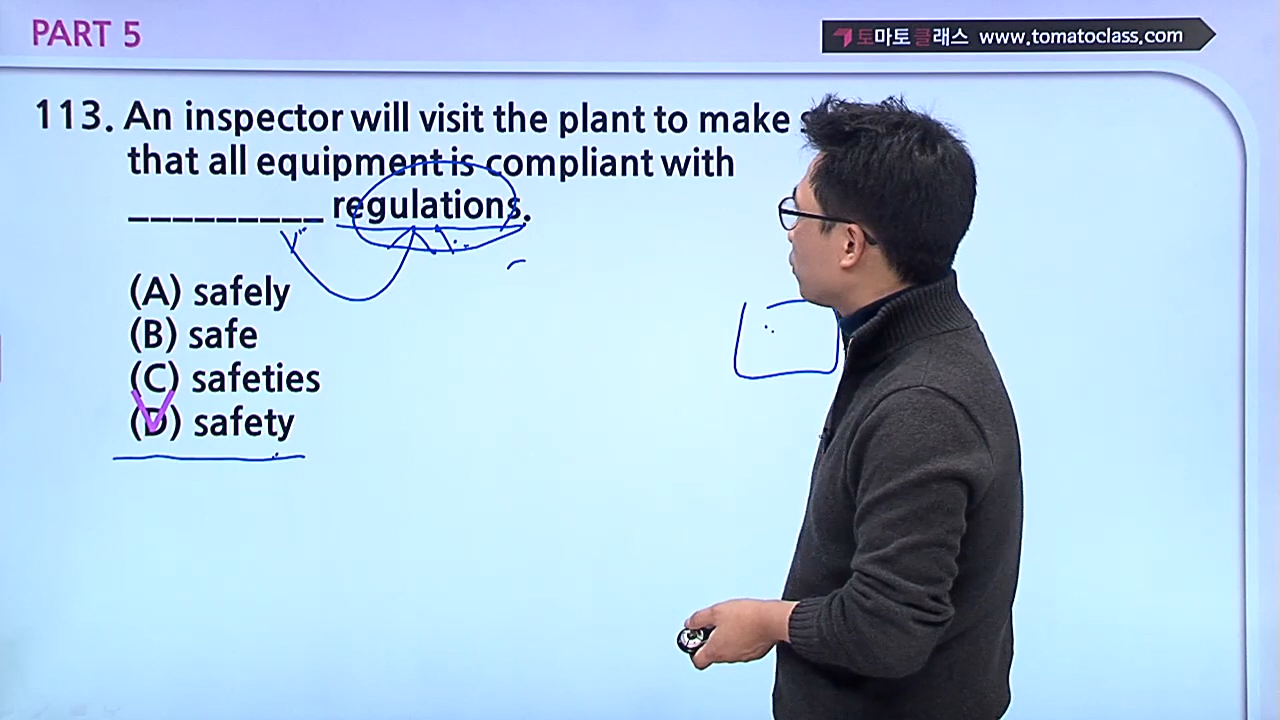 PART 5
토마토클래스 www.tomatoclass.com
113. An inspector will visit the plant to make
that all equipment is compliant with
_________ regulations.
(A) safely
(B) safe
(C) safeties
(D) safety